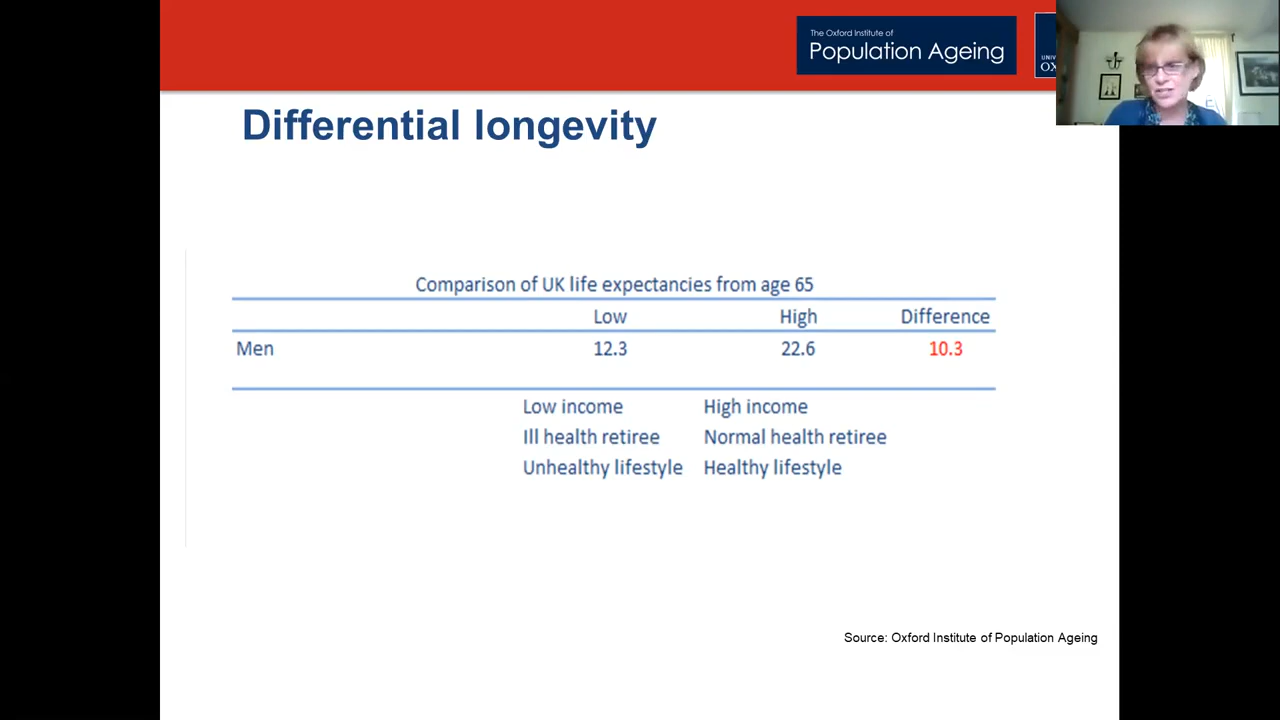 The Oxford Institute of
Population Ageing
UNIV
OX
Differential longevity
Comparison of UK life expectancies from age 65
Low High Difference
Men 12.3 22.6 10.3
Low income High income
Ill health retiree Normal health retiree
Unhealthy lifestyle Healthy lifestyle
Source: Oxford Institute of Population Ageing